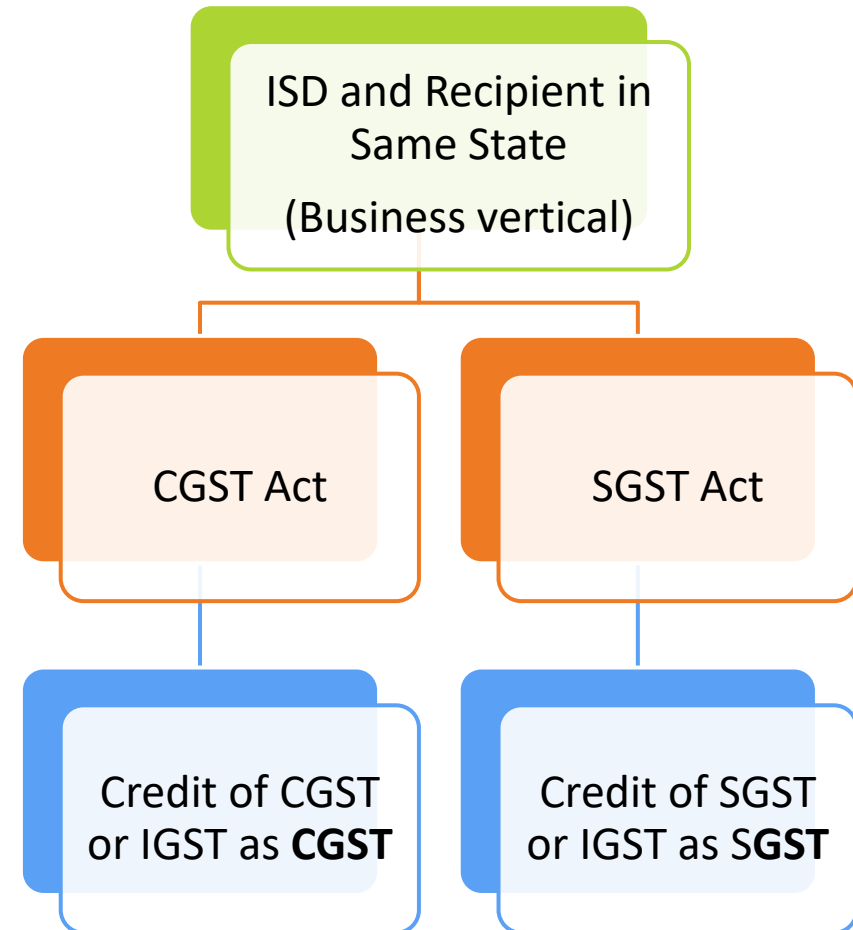 ISD and Recipient in
Same State
(Business vertical)
CGST Act
SGST Act
Credit of CGST
or IGST as CGST
Credit of SGST
or IGST as SGST